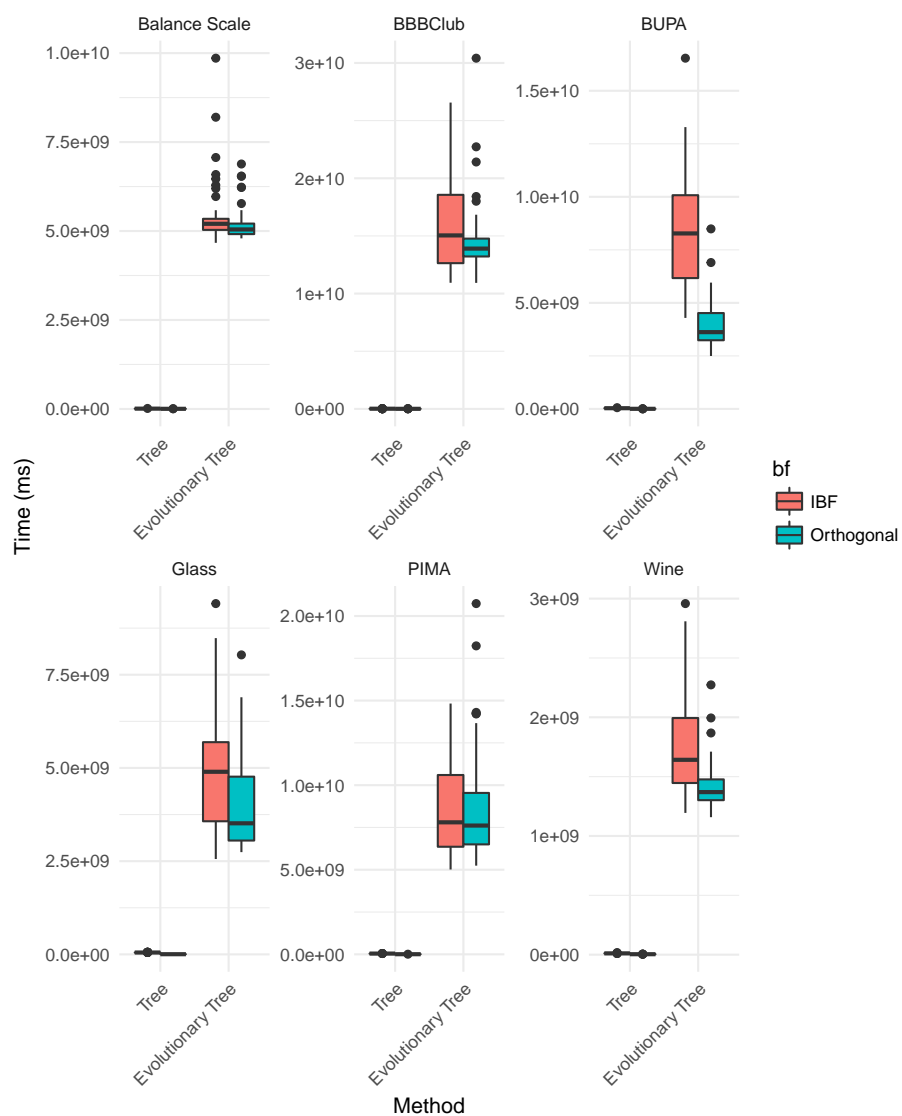 Balance Scale
BBBClub
BUPA
1.0e+10
7.5e+09
5.0e+09
2.5e+09
0.0e+00
3e+10
2e+10
1e+10
0e+00
1.5e+10
1.0e+10
5.0e+09
0.0e+00
Tree
Evolutionary Tree
Tree
Evolutionary Tree
Tree
Evolutionary Tree
Time (ms)
bf
IBF
Orthogonal
Glass
PIMA
Wine
7.5e+09
5.0e+09
2.5e+09
0.0e+00
2.0e+10
1.5e+10
1.0e+10
5.0e+09
0.0e+00
3e+09
2e+09
1e+09
0e+00
Tree
Evolutionary Tree
Tree
Evolutionary Tree
Tree
Evolutionary Tree
Method